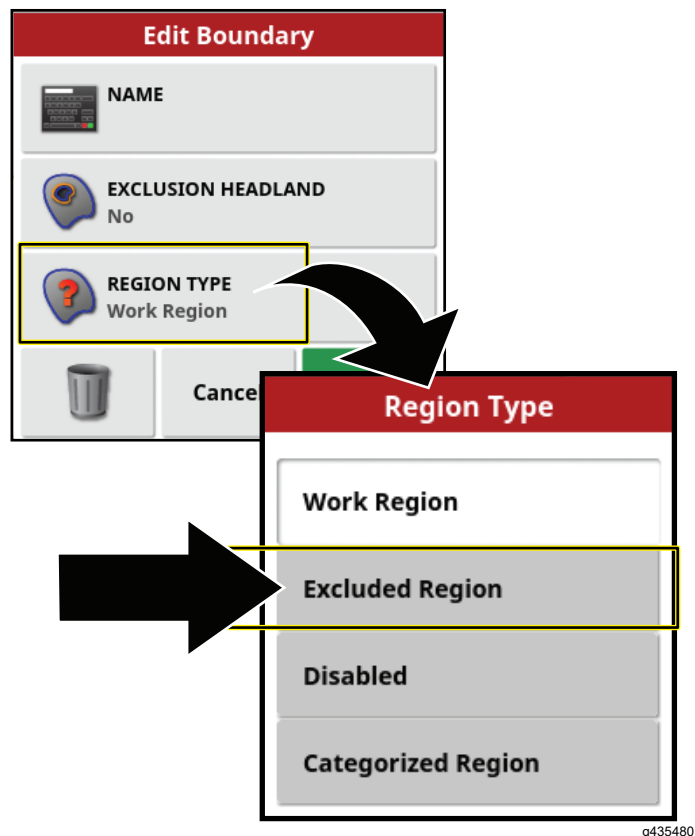 Edit Boundary
NAME
EXCLUSION HEADLAND
No
REGION TYPE
Work Region
Cance
Region Type
Work Region
Excluded Region
Disabled
Categorized Region
g435480